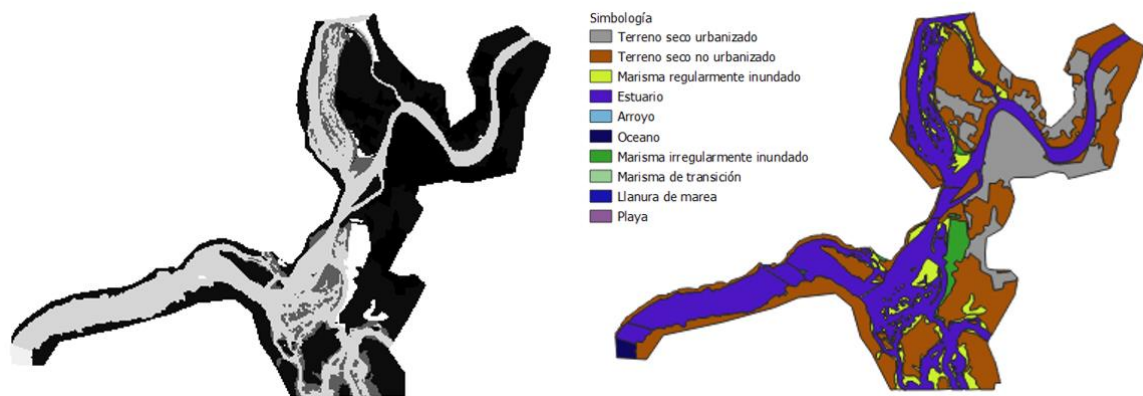 Simbología
Terreno seco urbanizado
Terreno seco no urbanizado
Marisma regularmente inundado
Estuario
Arroyo
Oceano
Marisma irregularmente inundado
Marisma de transición
Llanura de marea
Playa